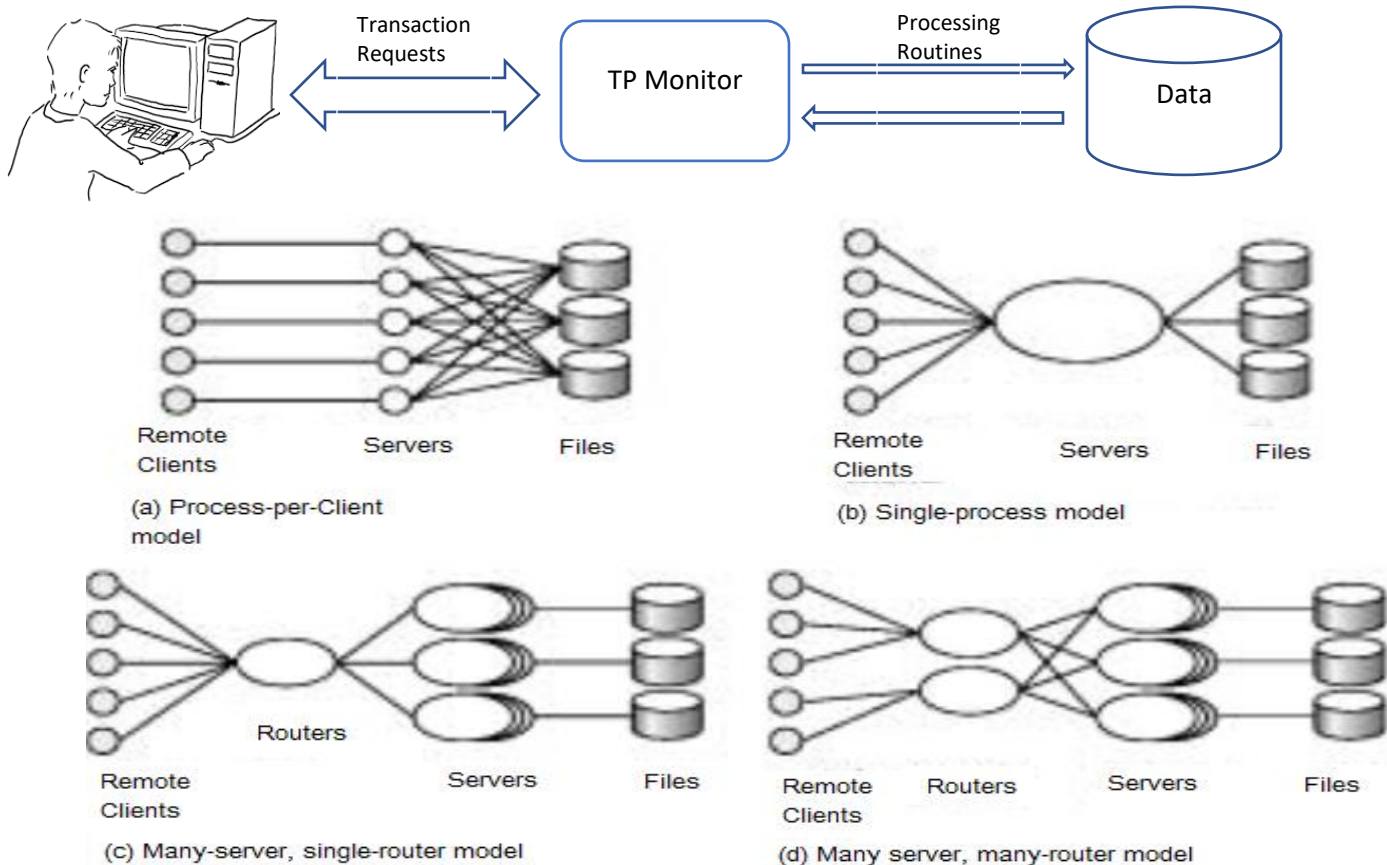 Transaction
Requests
TP Monitor
Processing
Routines
Data
Remote
Clients
Servers
Files
(a) Process-per-Client
model
Remote
Clients
Servers
Files
(b) Single-process model
Routers
Remote
Clients
Servers
Files
(c) Many-server, single-router model
Remote
Clients
Routers
Servers
Files
(d) Many server, many-router model